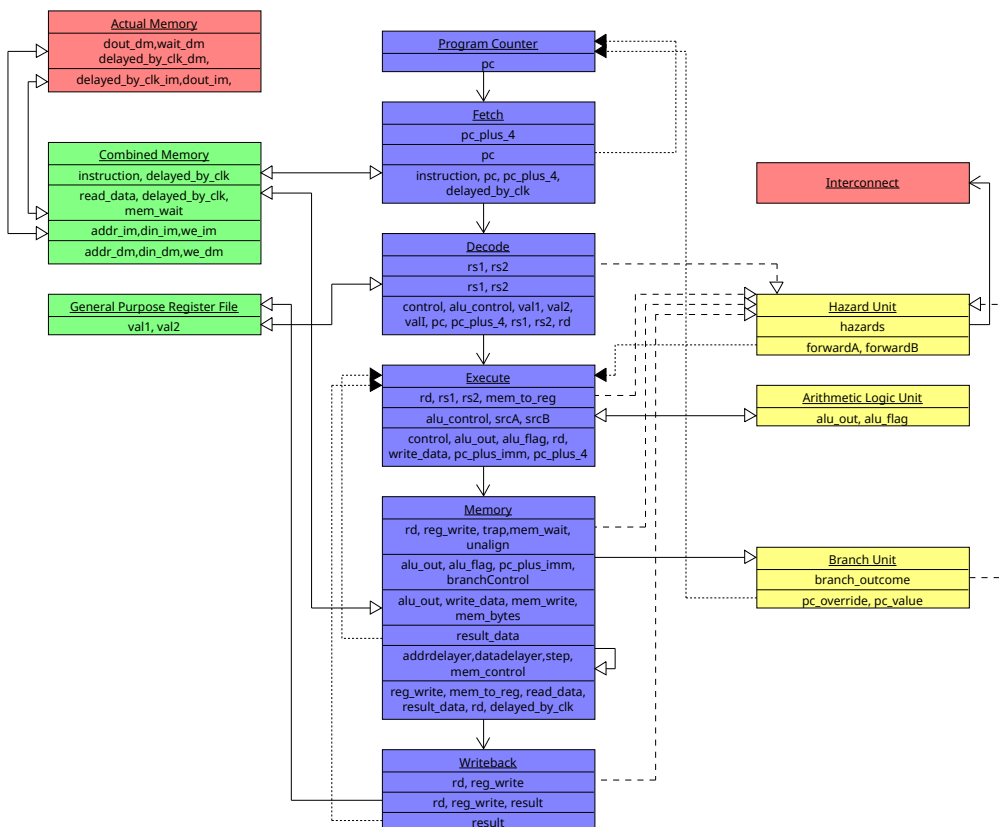 Actual Memory
dout_dm,wait_dm
delayed_by_clk_dm,
delayed_by_clk_im,dout_im,
Combined Memory
instruction, delayed_by_clk
read_data, delayed_by_clk,
mem_wait
addr_im,din_im,we_im
addr_dm,din_dm,we_dm
General Purpose Register File
val1, val2
Program Counter
pc
Fetch
pc_plus_4
pc
instruction, pc, pc_plus_4,
delayed_by_clk
Decode
rs1, rs2
rs1, rs2
control, alu_control, val1, val2,
valI, pc, pc_plus_4, rs1, rs2, rd
Execute
rd, rs1, rs2, mem_to_reg
alu_control, srcA, srcB
control, alu_out, alu_flag, rd,
write_data, pc_plus_imm, pc_plus_4
Memory
rd, reg_write, trap,mem_wait,
unalign
alu_out, alu_flag, pc_plus_imm,
branchControl
alu_out, write_data, mem_write,
mem_bytes
result_data
addrdelayer,datadelayer,step,
mem_control
reg_write, mem_to_reg, read_data,
result_data, rd, delayed_by_clk
Writeback
rd, reg_write
rd, reg_write, result
result
Interconnect
Hazard Unit
hazards
forwardA, forwardB
Arithmetic Logic Unit
alu_out, alu_flag
Branch Unit
branch_outcome
pc_override, pc_value